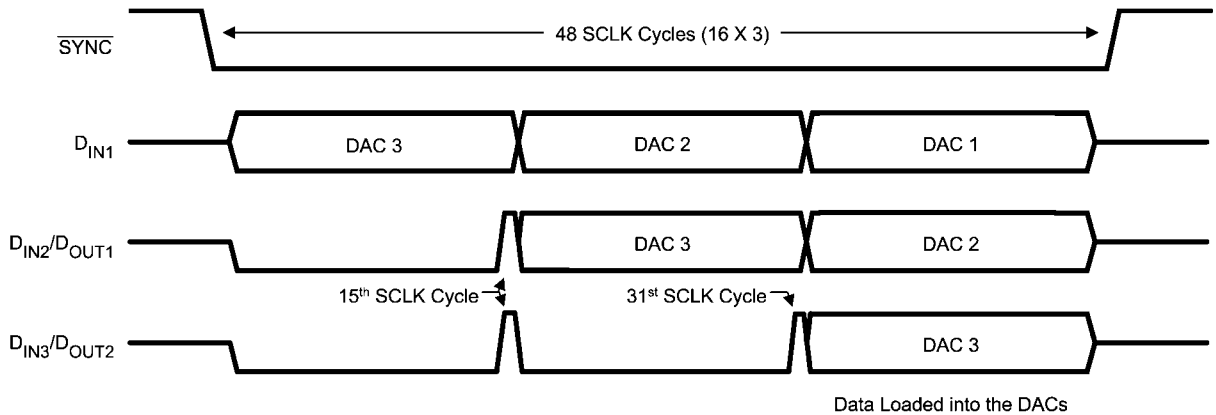 SYNC
48 SCLK Cycles (16 X 3)
DIN1
DAC 3
DAC 2
DAC 1
DIN2/DOUT1
DAC 3
DAC 2
15th SCLK Cycle
31st SCLK Cycle
DIN3/DOUT2
DAC 3
Data Loaded into the DACs